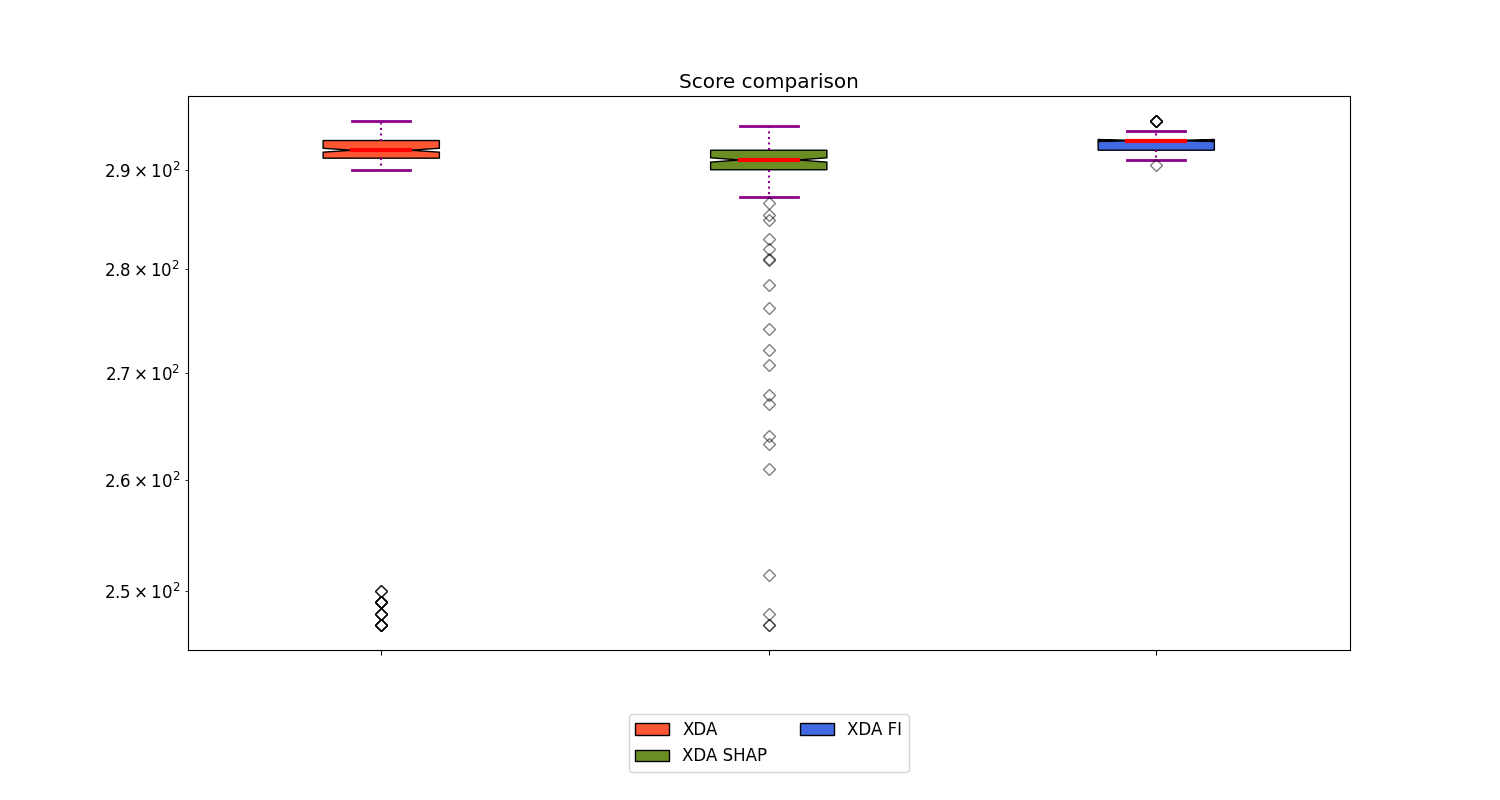 Score comparison
2.9 × 10²
2.8 × 10²
2.7 × 10²
2.6 × 10²
2.5 × 10²
XDA
XDA FI
XDA SHAP